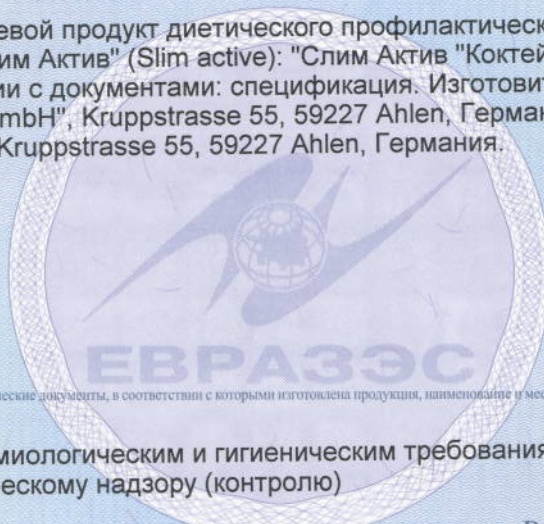 евой продукт диетического профилактическ
им Актив" (Slim active): "Слим Актив "Коктей
ии с документами: спецификация. Изготовит
mbH", Kruppstrasse 55, 59227 Ahlen, Герман
Kruppstrasse 55, 59227 Ahlen, Германия.
ЕВРАЗЭС
ческие документы, в соответствии с которыми изготовлена продукция, наименование и мес
миологическим и гигиеническим требования
ескому надзору (контролю)